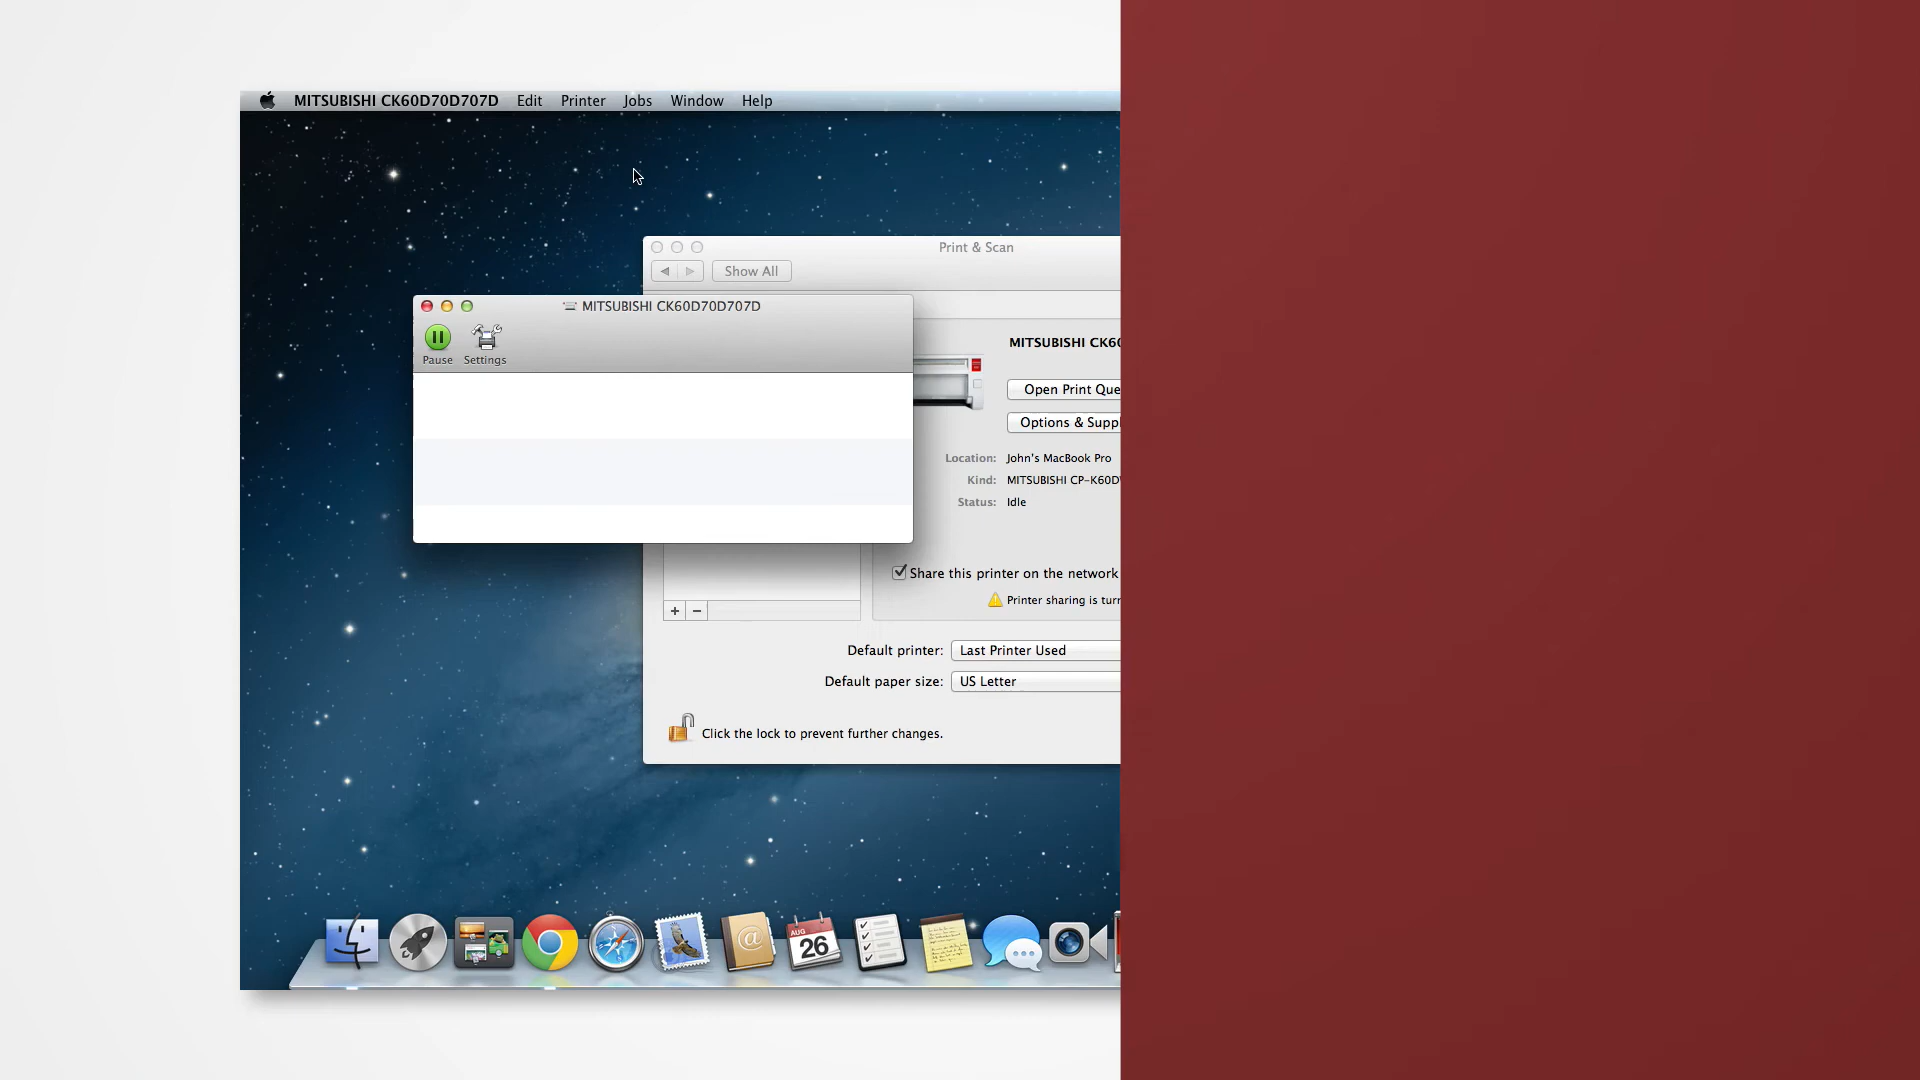 MITSUBISHI CK60D70D707D Edit Printer Jobs Window Help
Print & Scan
Show All
MITSUBISHI CK60D70D707D
Pause Settings
MITSUBISHI CK6
Open Print Que
Options & Suppl
Location: John's MacBook Pro
Kind: MITSUBISHI CP-K60D
Status: Idle
Share this printer on the network
Printer sharing is turn
+ −
Default printer: Last Printer Used
Default paper size: US Letter
Click the lock to prevent further changes.
AUG
26